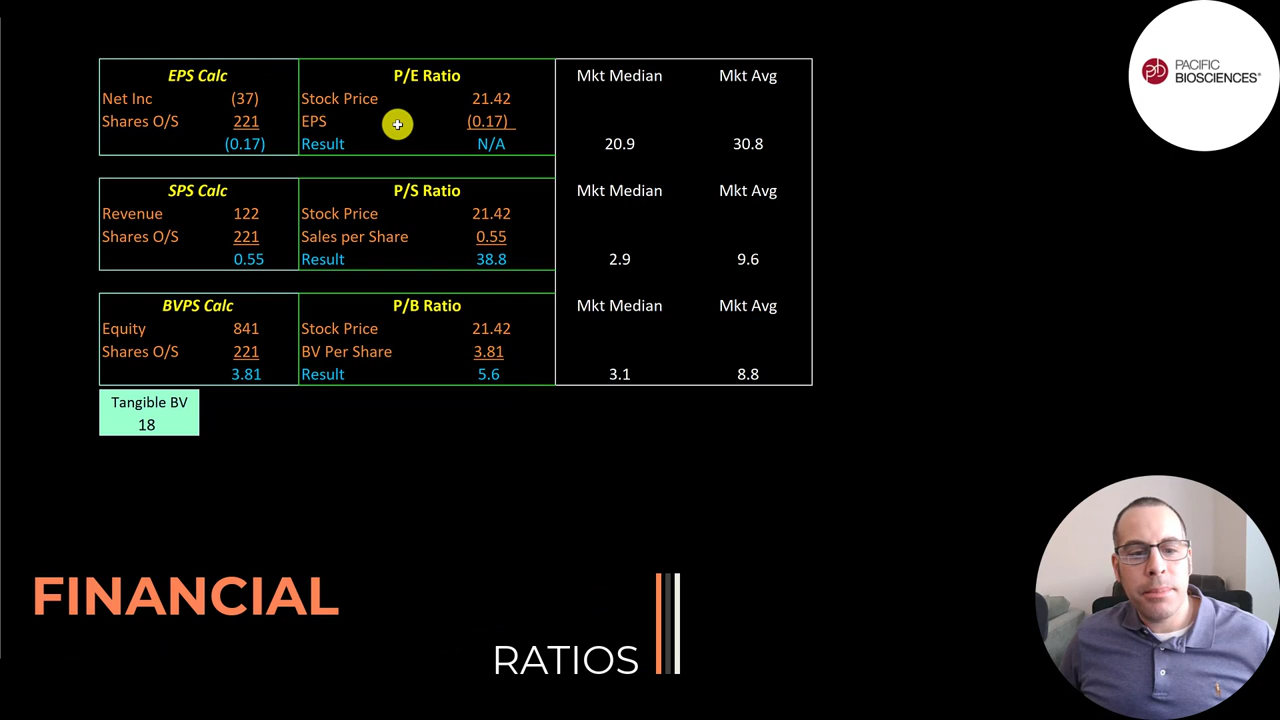 EPS Calc P/E Ratio Mkt Median Mkt Avg
Net Inc (37) Stock Price 21.42
Shares O/S 221 EPS (0.17)
(0.17) Result N/A 20.9 30.8
SPS Calc P/S Ratio Mkt Median Mkt Avg
Revenue 122 Stock Price 21.42
Shares O/S 221 Sales per Share 0.55
0.55 Result 38.8 2.9 9.6
BVPS Calc P/B Ratio Mkt Median Mkt Avg
Equity 841 Stock Price 21.42
Shares O/S 221 BV Per Share 3.81
3.81 Result 5.6 3.1 8.8
Tangible BV
18
PACIFIC
BIOSCIENCES®
FINANCIAL
RATIOS